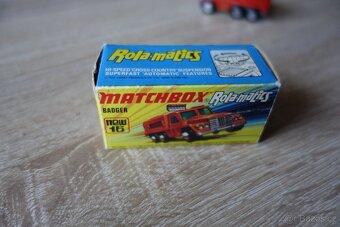 Rola-matics
HI-SPEED 'CROSS COUNTRY' SUSPENSION
SUPERFAST 'AUTOMATIC' FEATURES
MATCHBOX Rola-matics
BADGER
new
16